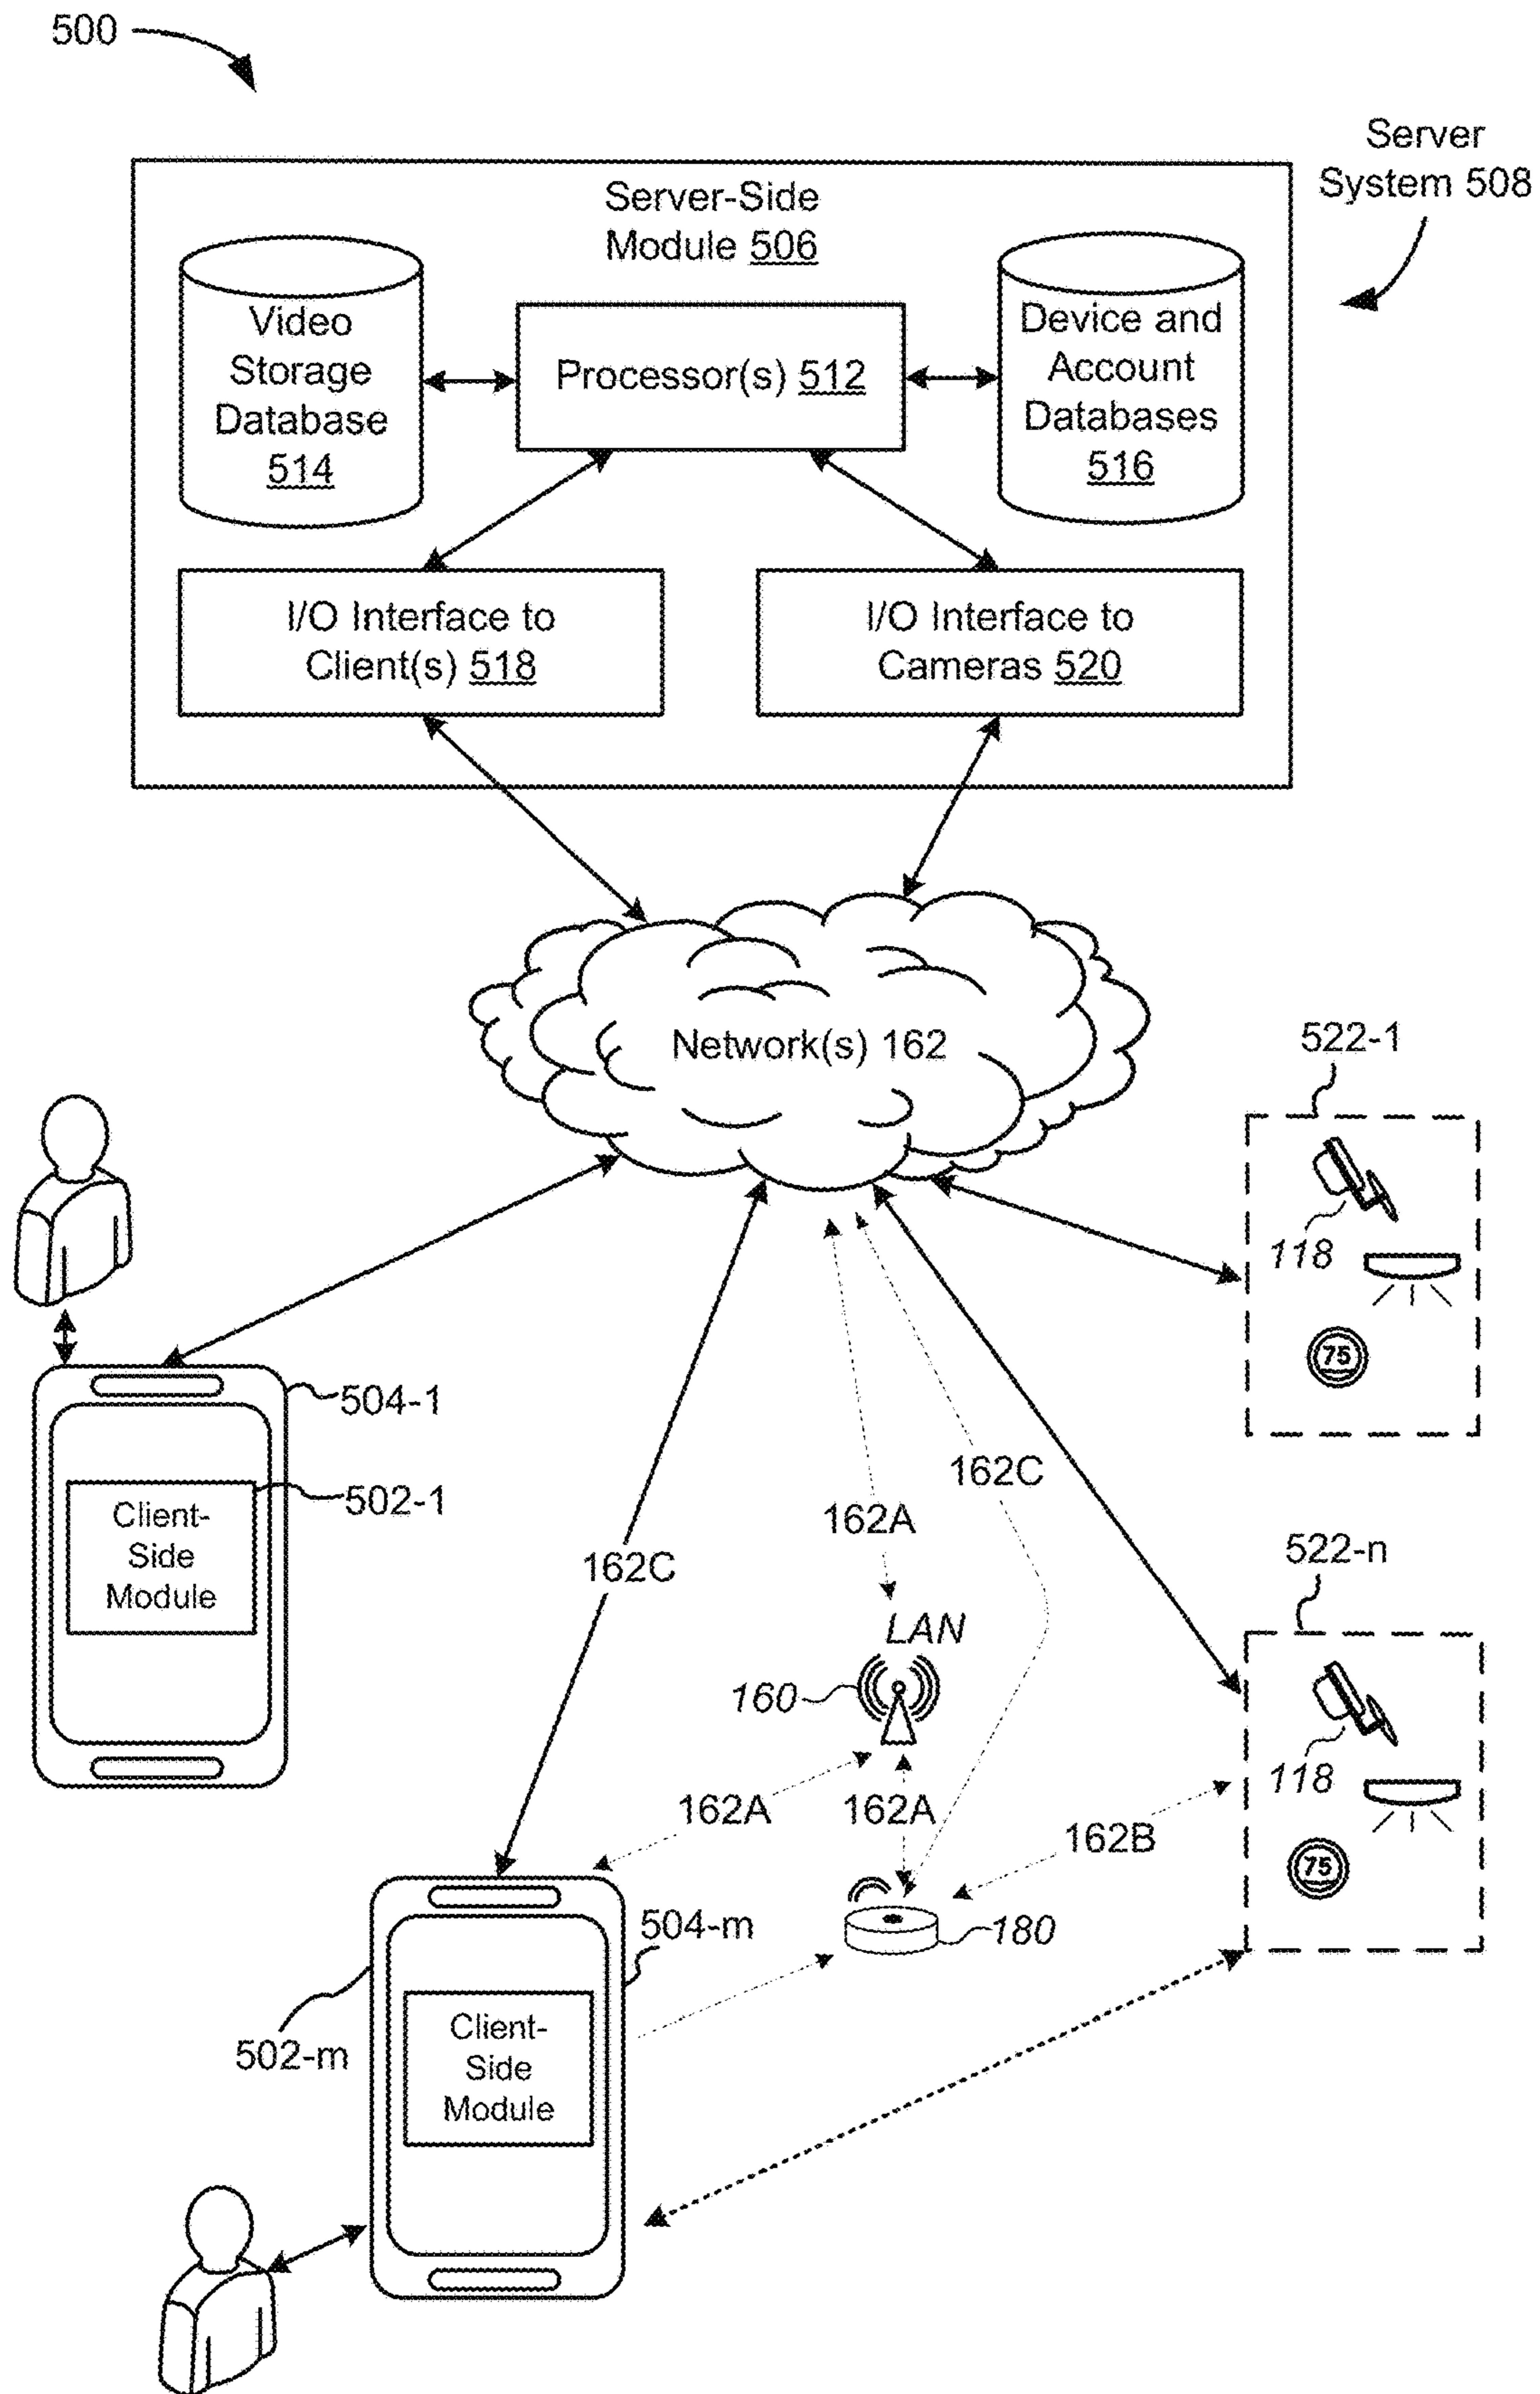 500
Server
System 508
Server-Side
Module 506
Video
Storage
Database
514
Processor(s) 512
Device and
Account
Databases
516
I/O Interface to
Client(s) 518
I/O Interface to
Cameras 520
Network(s) 162
522-1
118
75
504-1
502-1
Client-
Side
Module
162C
162A
162C
LAN
160
162A
162A
162B
522-n
118
75
180
504-m
502-m
Client-
Side
Module